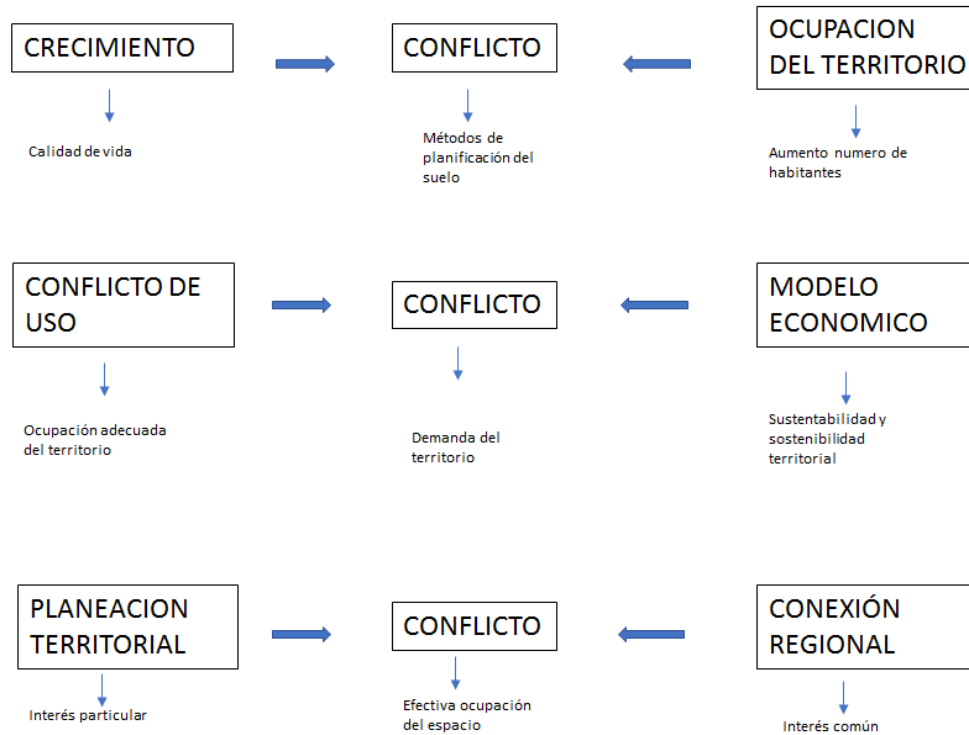 CRECIMIENTO
CONFLICTO
OCUPACION
DEL TERRITORIO
Calidad de vida
Métodos de
planificación del
suelo
Aumento numero de
habitantes
CONFLICTO DE
USO
CONFLICTO
MODELO
ECONOMICO
Ocupación adecuada
del territorio
Demanda del
territorio
Sustentabilidad y
sostenibilidad
territorial
PLANEACION
TERRITORIAL
CONFLICTO
CONEXIÓN
REGIONAL
Interés particular
Efectiva ocupación
del espacio
Interés común